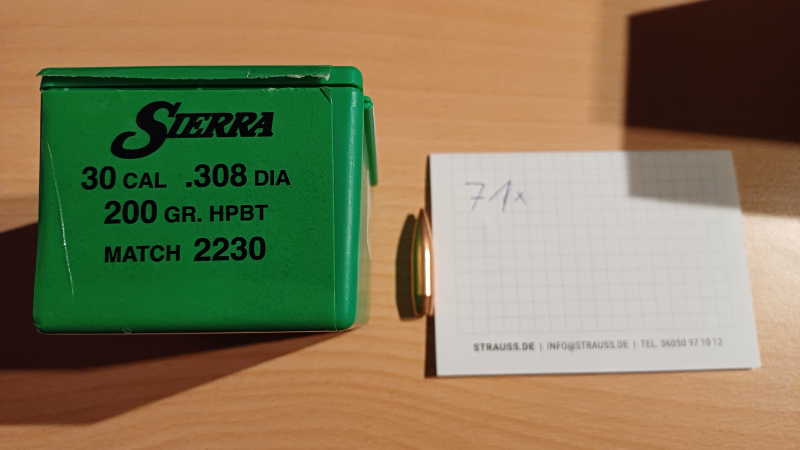 SIERRA
30 CAL .308 DIA
200 GR. HPBT
MATCH 2230
71x
STRAUSS.DE | INFO@STRAUSS.DE | TEL. 06050 97 10 12